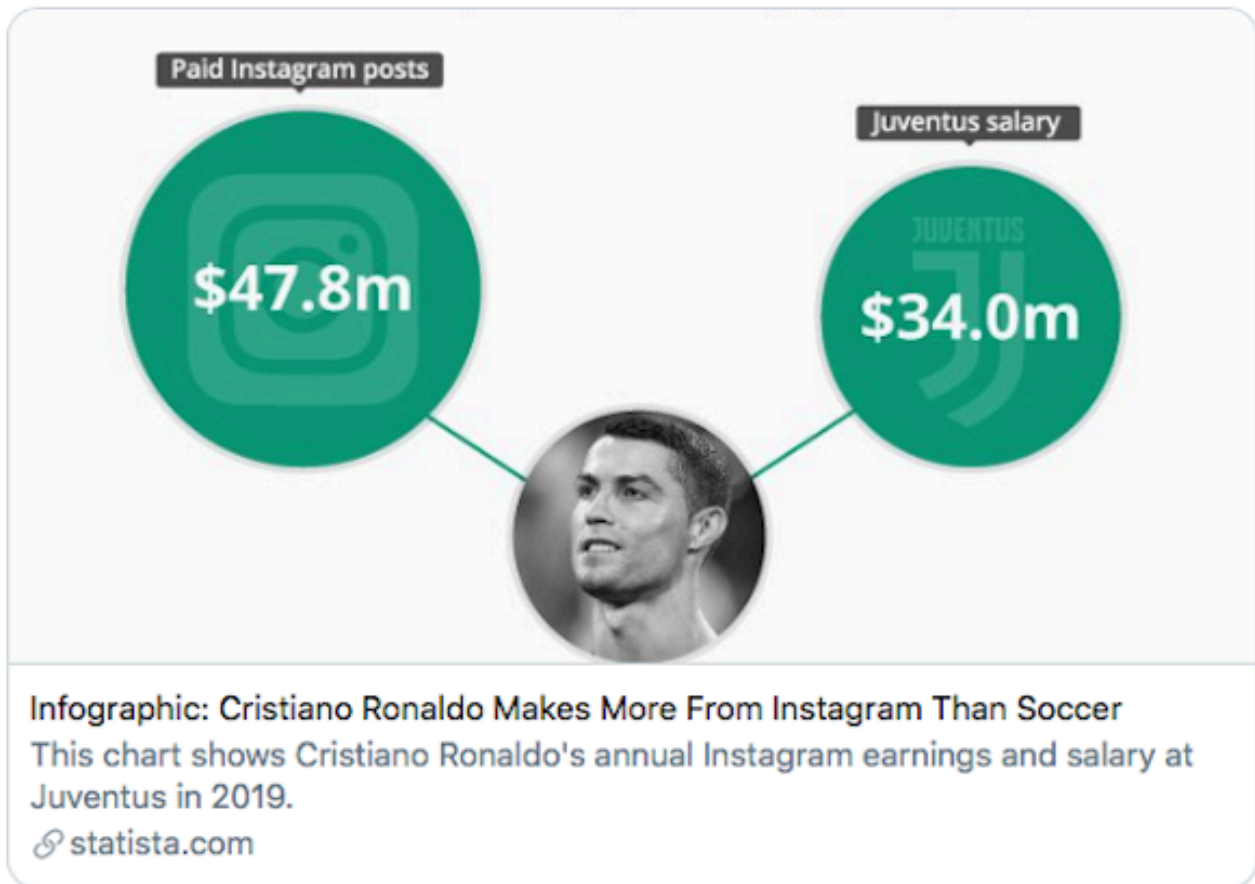 Paid Instagram posts
Juventus salary
JUVENTUS
$47.8m
$34.0m
Infographic: Cristiano Ronaldo Makes More From Instagram Than Soccer
This chart shows Cristiano Ronaldo's annual Instagram earnings and salary at
Juventus in 2019.
statista.com